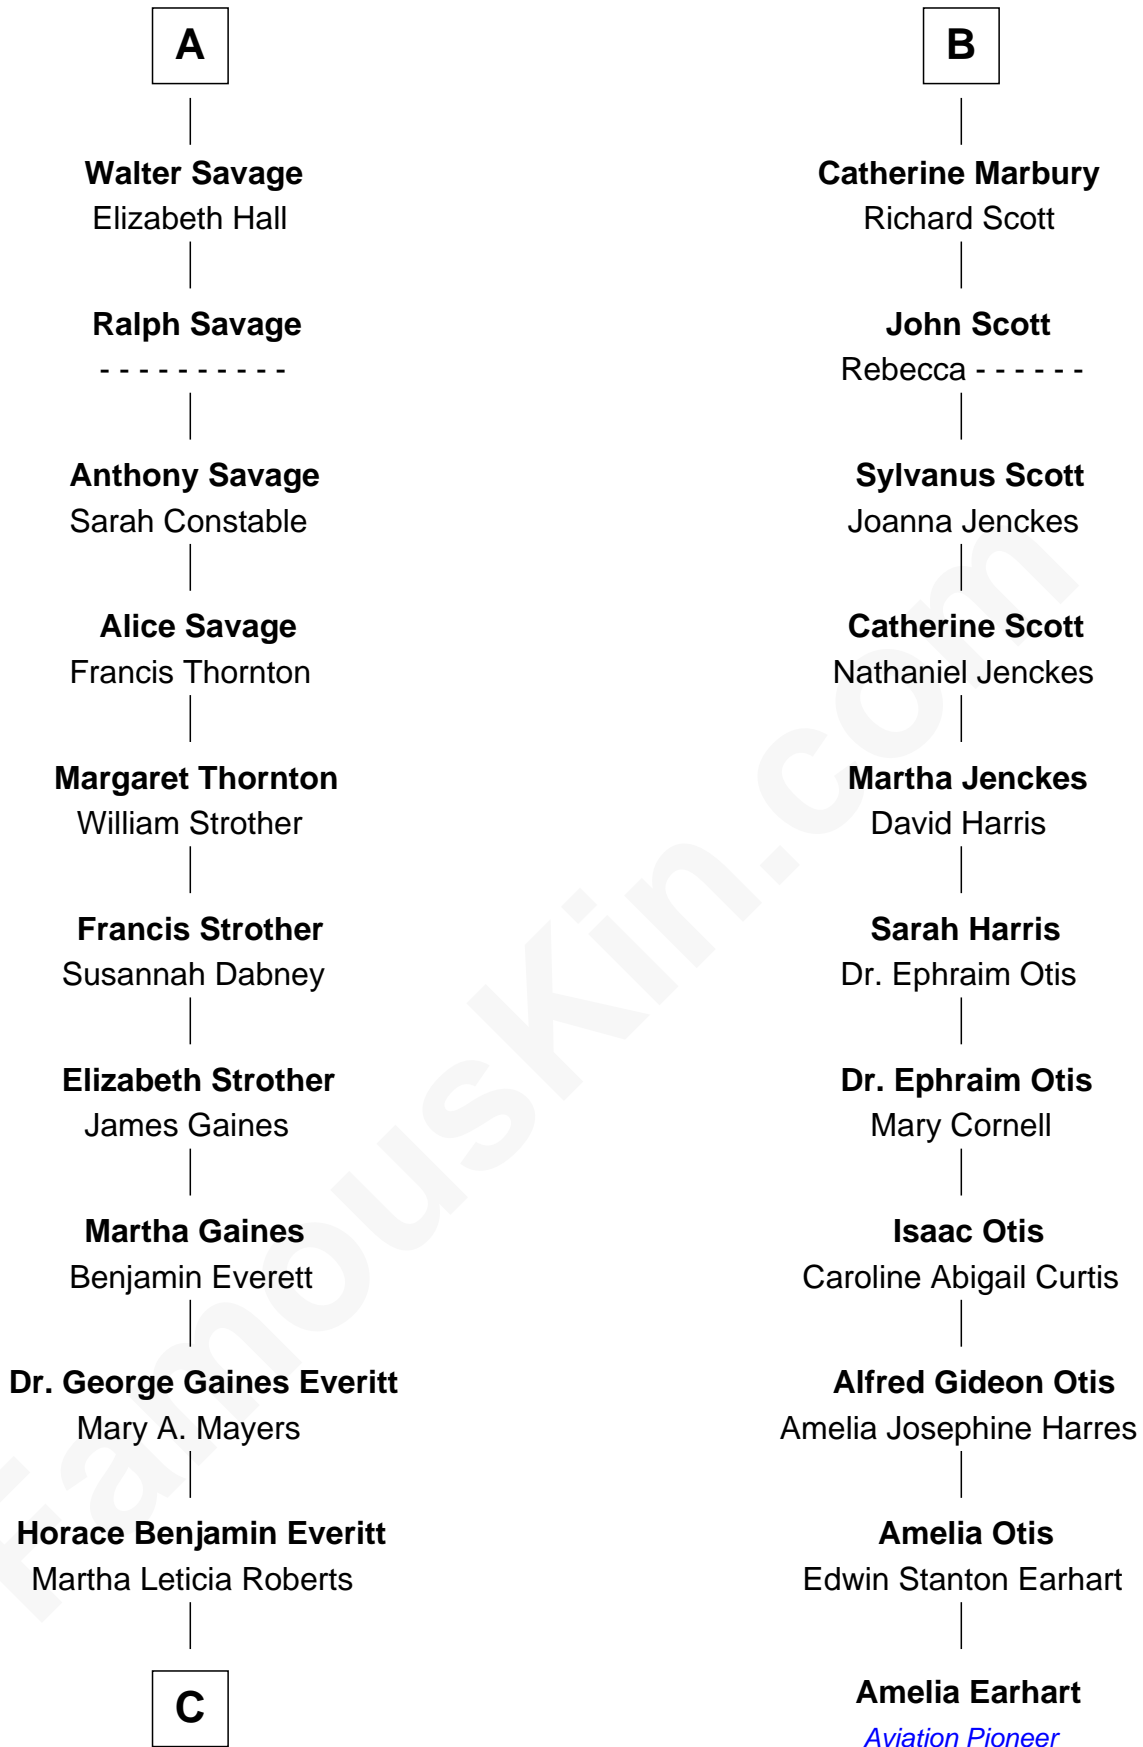 A
Walter Savage
Elizabeth Hall
Ralph Savage
- - - - - - - - - -
Anthony Savage
Sarah Constable
Alice Savage
Francis Thornton
Margaret Thornton
William Strother
Francis Strother
Susannah Dabney
Elizabeth Strother
James Gaines
Martha Gaines
Benjamin Everett
Dr. George Gaines Everitt
Mary A. Mayers
Horace Benjamin Everitt
Martha Leticia Roberts
C
B
Catherine Marbury
Richard Scott
John Scott
Rebecca - - - - - -
Sylvanus Scott
Joanna Jenckes
Catherine Scott
Nathaniel Jenckes
Martha Jenckes
David Harris
Sarah Harris
Dr. Ephraim Otis
Dr. Ephraim Otis
Mary Cornell
Isaac Otis
Caroline Abigail Curtis
Alfred Gideon Otis
Amelia Josephine Harres
Amelia Otis
Edwin Stanton Earhart
Amelia Earhart
Aviation Pioneer
FamousKin.com